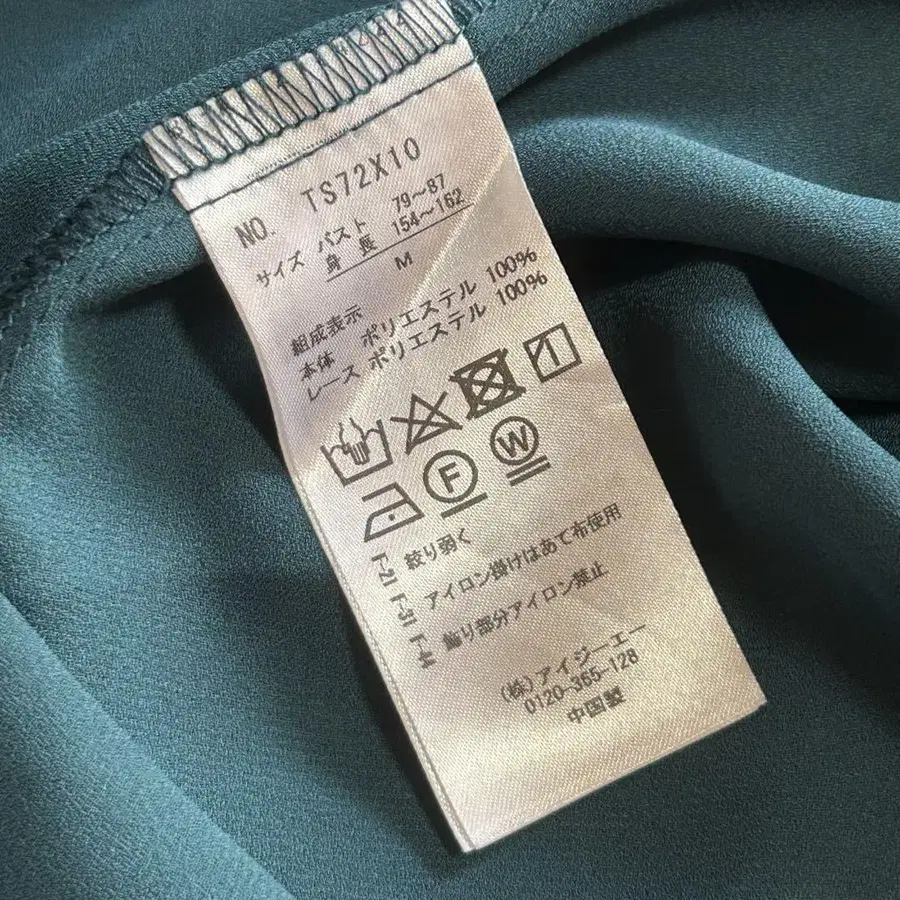 NO. TS72X10
サイズ バスト 79~87
身長 154~162
M
組成表示
本体 ポリエステル 100%
レース ポリエステル 100%
F
W
F-21 F-31 F-44
絞り弱く
アイロン掛けはあて布使用
飾り部分アイロン禁止
(株)アイジーエー
0120-365-128
中国製